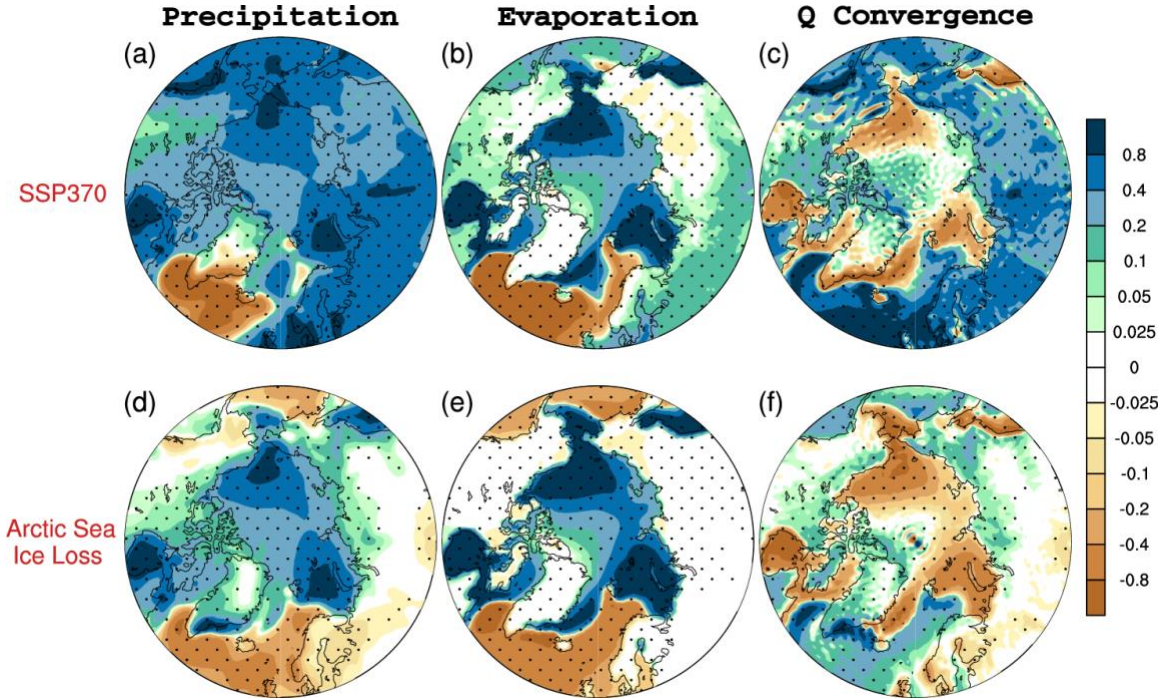 Precipitation Evaporation Q Convergence
(a) (b) (c)
SSP370
0.8
0.4
0.2
0.1
0.05
0.025
0
-0.025
-0.05
-0.1
-0.2
-0.4
-0.8
(d) (e) (f)
Arctic Sea
Ice Loss